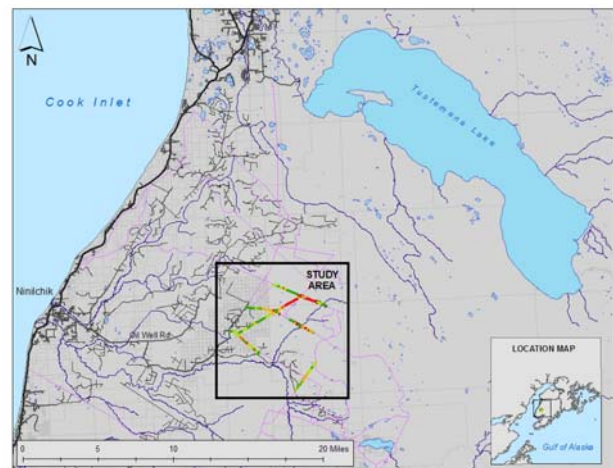 N
Cook Inlet
Tustumena Lake
STUDY
AREA
Ninilchik
Oil Well Rd
LOCATION MAP
Gulf of Alaska
0 5 10 20 Miles